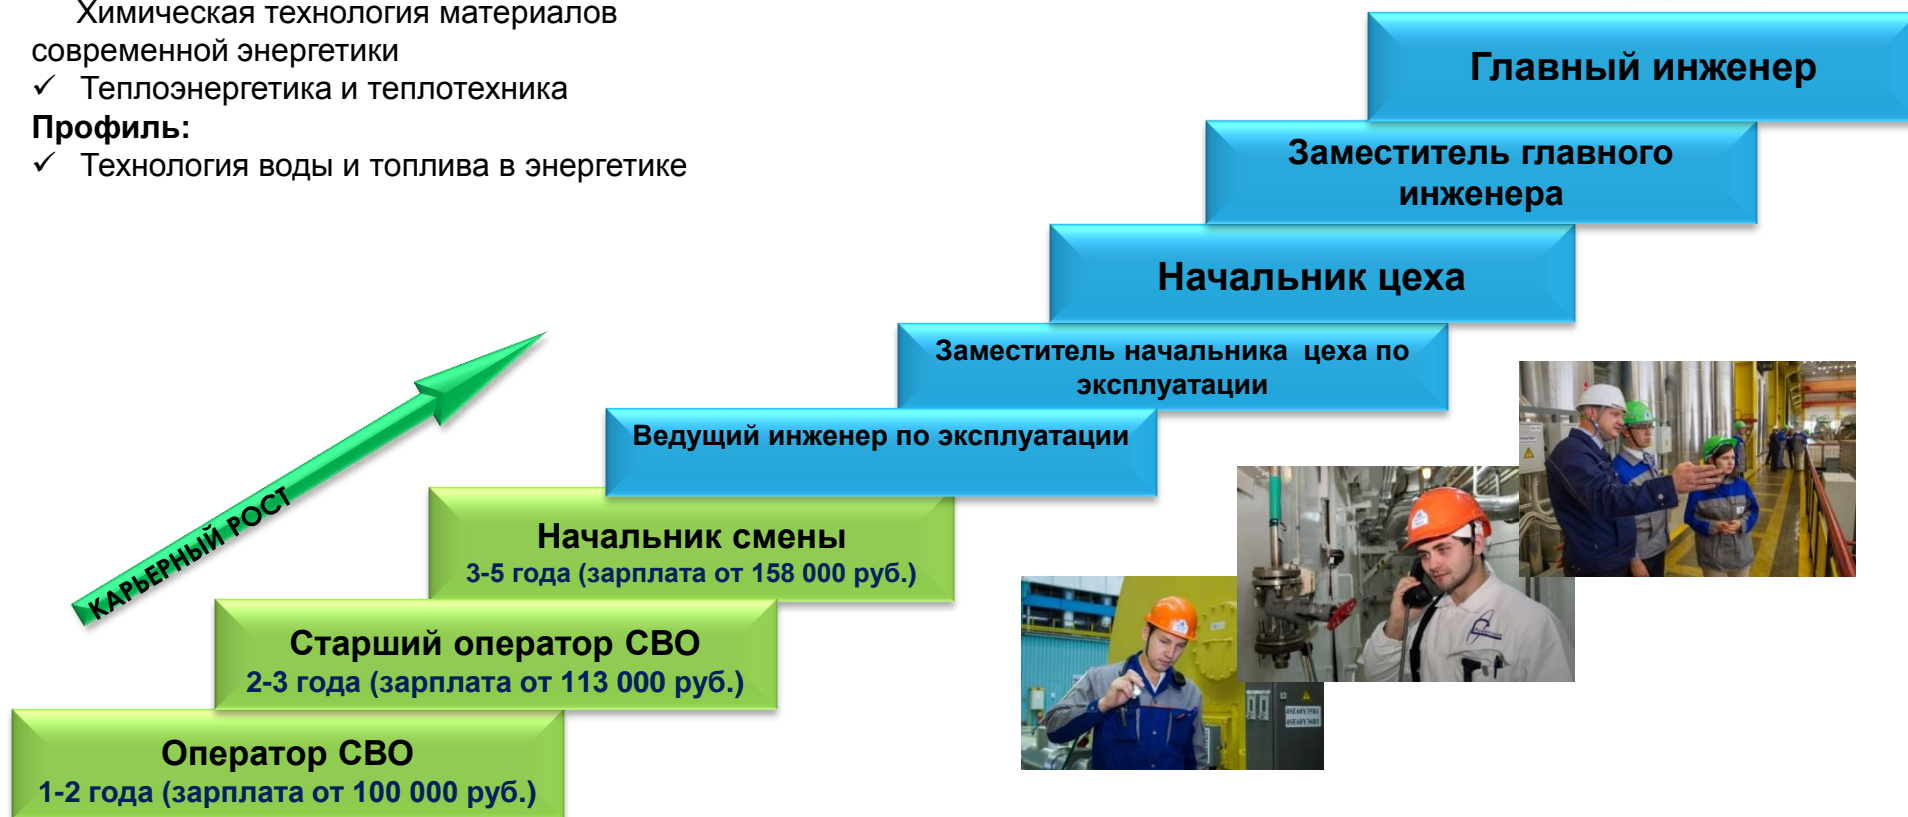 Химическая технология материалов
современной энергетики
✓ Теплоэнергетика и теплотехника
Профиль:
✓ Технология воды и топлива в энергетике
Главный инженер
Заместитель главного
инженера
Начальник цеха
Заместитель начальника цеха по
эксплуатации
Ведущий инженер по эксплуатации
КАРЬЕРНЫЙ РОСТ
Начальник смены
3-5 года (зарплата от 158 000 руб.)
Старший оператор СВО
2-3 года (зарплата от 113 000 руб.)
Оператор СВО
1-2 года (зарплата от 100 000 руб.)